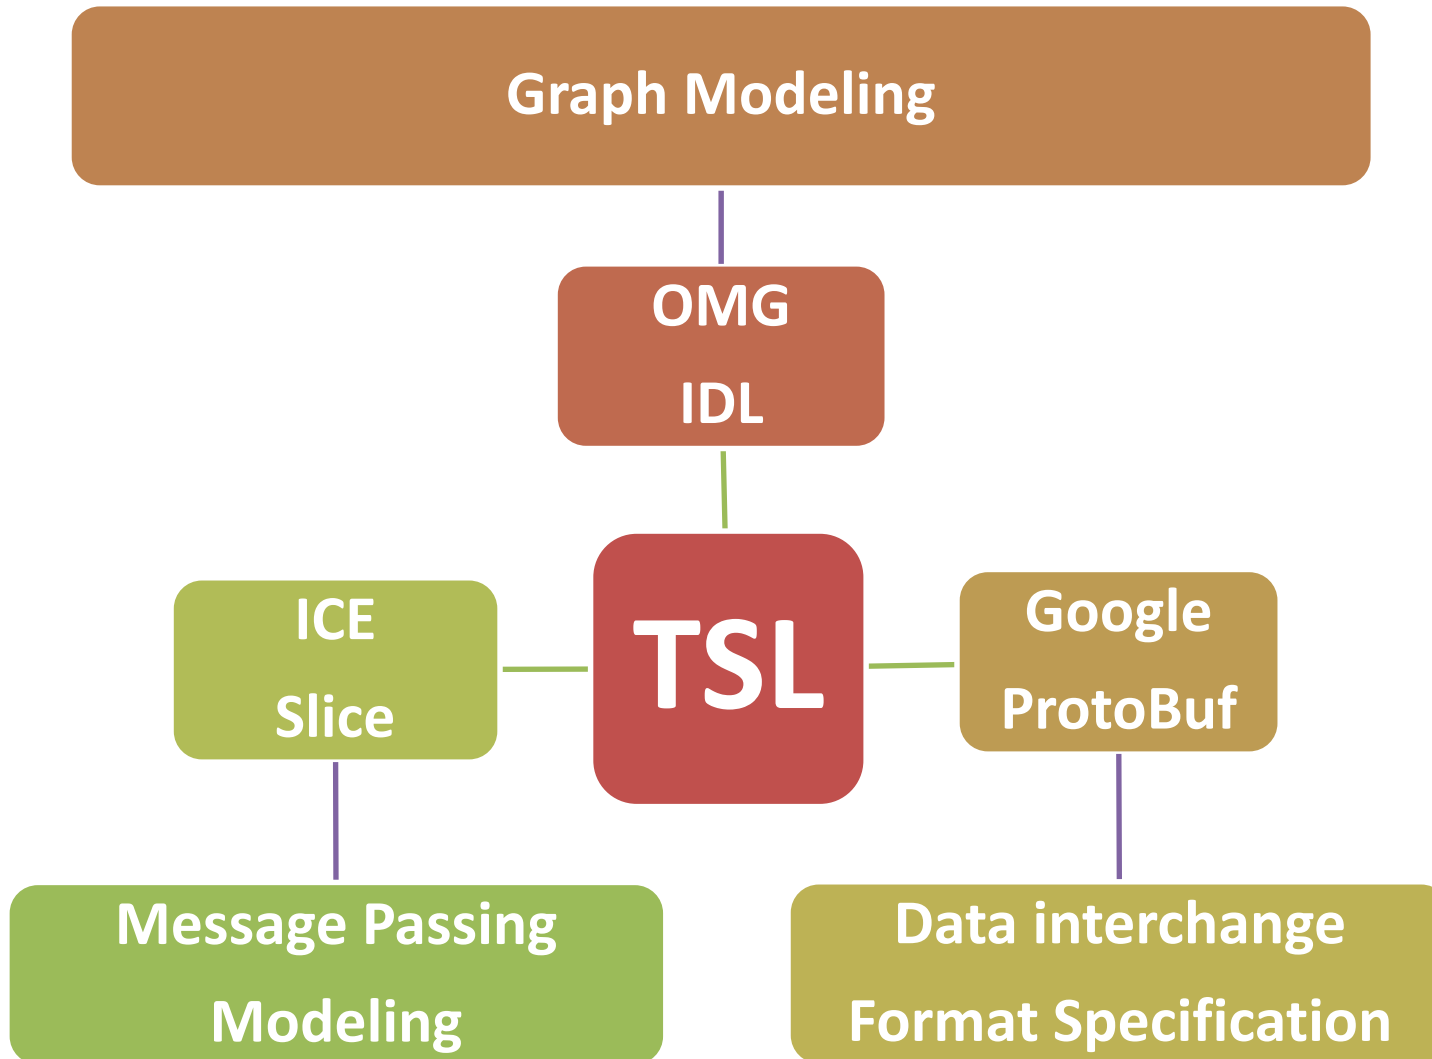 Graph Modeling
OMG
IDL
TSL
ICE
Slice
Google
ProtoBuf
Message Passing
Modeling
Data interchange
Format Specification